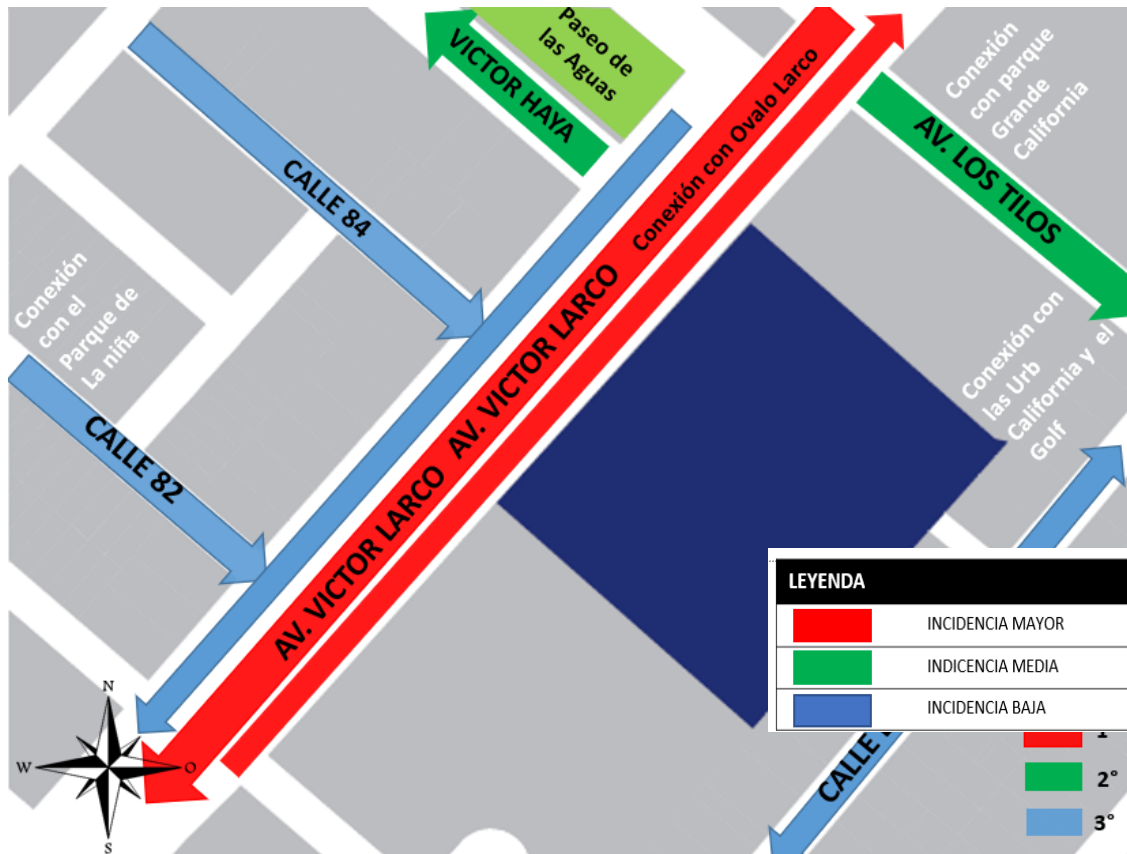 Paseo de
las Aguas
VICTOR HAYA
Conexión con Ovalo Larco
Conexión
con parque
Grande
California
AV. LOS TILOS
CALLE 84
Conexión
con el
Parque de
La niña
CALLE 82
AV. VICTOR LARCO
AV. VICTOR LARCO
Conexión con
las Urb
California y el
Golf
CALLE
LEYENDA
INCIDENCIA MAYOR
INDICENCIA MEDIA
INCIDENCIA BAJA
1
2°
3°
N
W
O
S